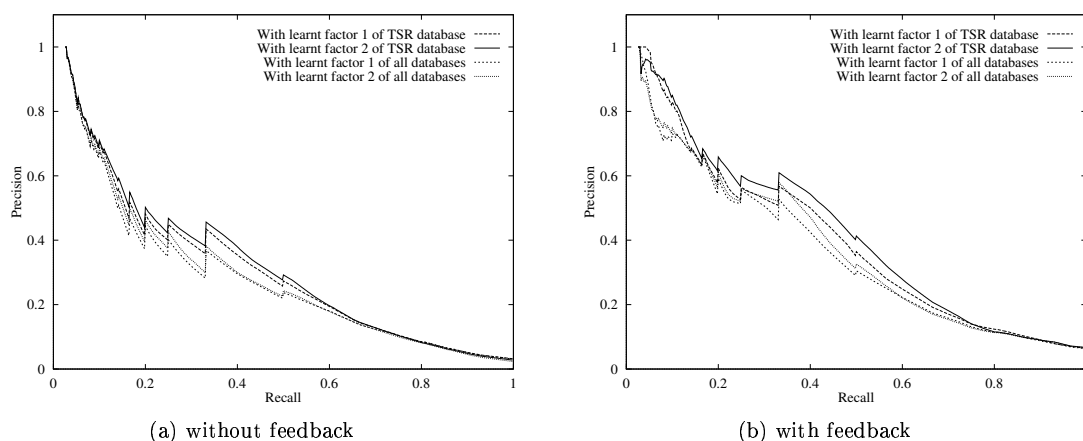 With learnt factor 1 of TSR database
With learnt factor 2 of TSR database
With learnt factor 1 of all databases
With learnt factor 2 of all databases
1
0.8
0.6
0.4
0.2
0
Precision
0 0.2 0.4 0.6 0.8 1
Recall
(a) without feedback
With learnt factor 1 of TSR database
With learnt factor 2 of TSR database
With learnt factor 1 of all databases
With learnt factor 2 of all databases
1
0.8
0.6
0.4
0.2
0
Precision
0 0.2 0.4 0.6 0.8
Recall
(b) with feedback